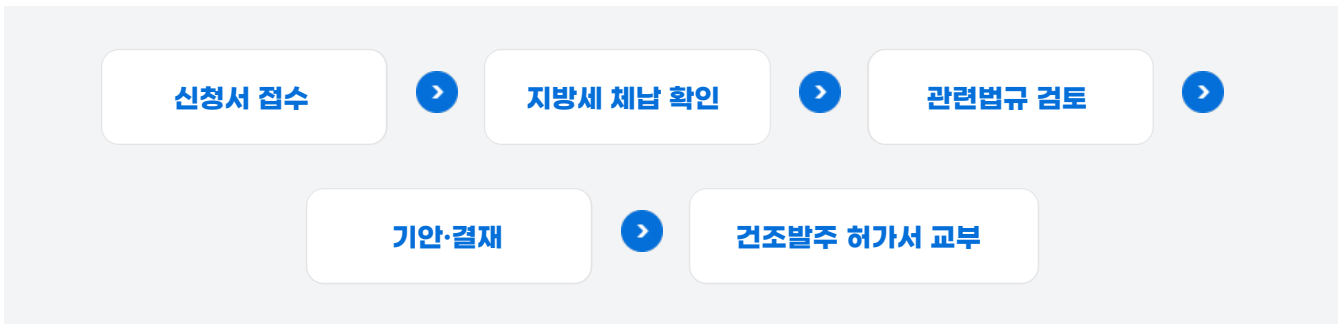 신청서 접수
지방세 체납 확인
관련법규 검토
기안·결재
건조발주 허가서 교부